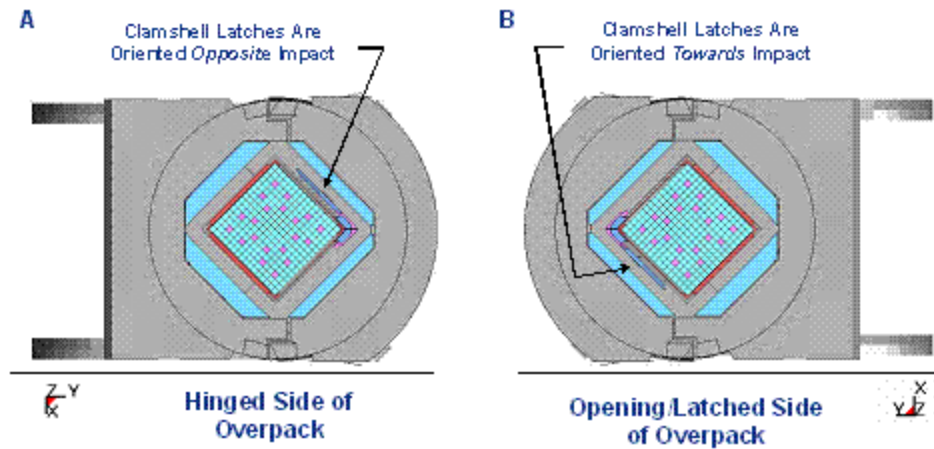 A
Clamshell Latches Are
Oriented Opposite Impact
B
Clamshell Latches Are
Oriented Towards Impact
Z Y
X
Hinged Side of
Overpack
Opening/Latched Side
of Overpack
X
Y Z